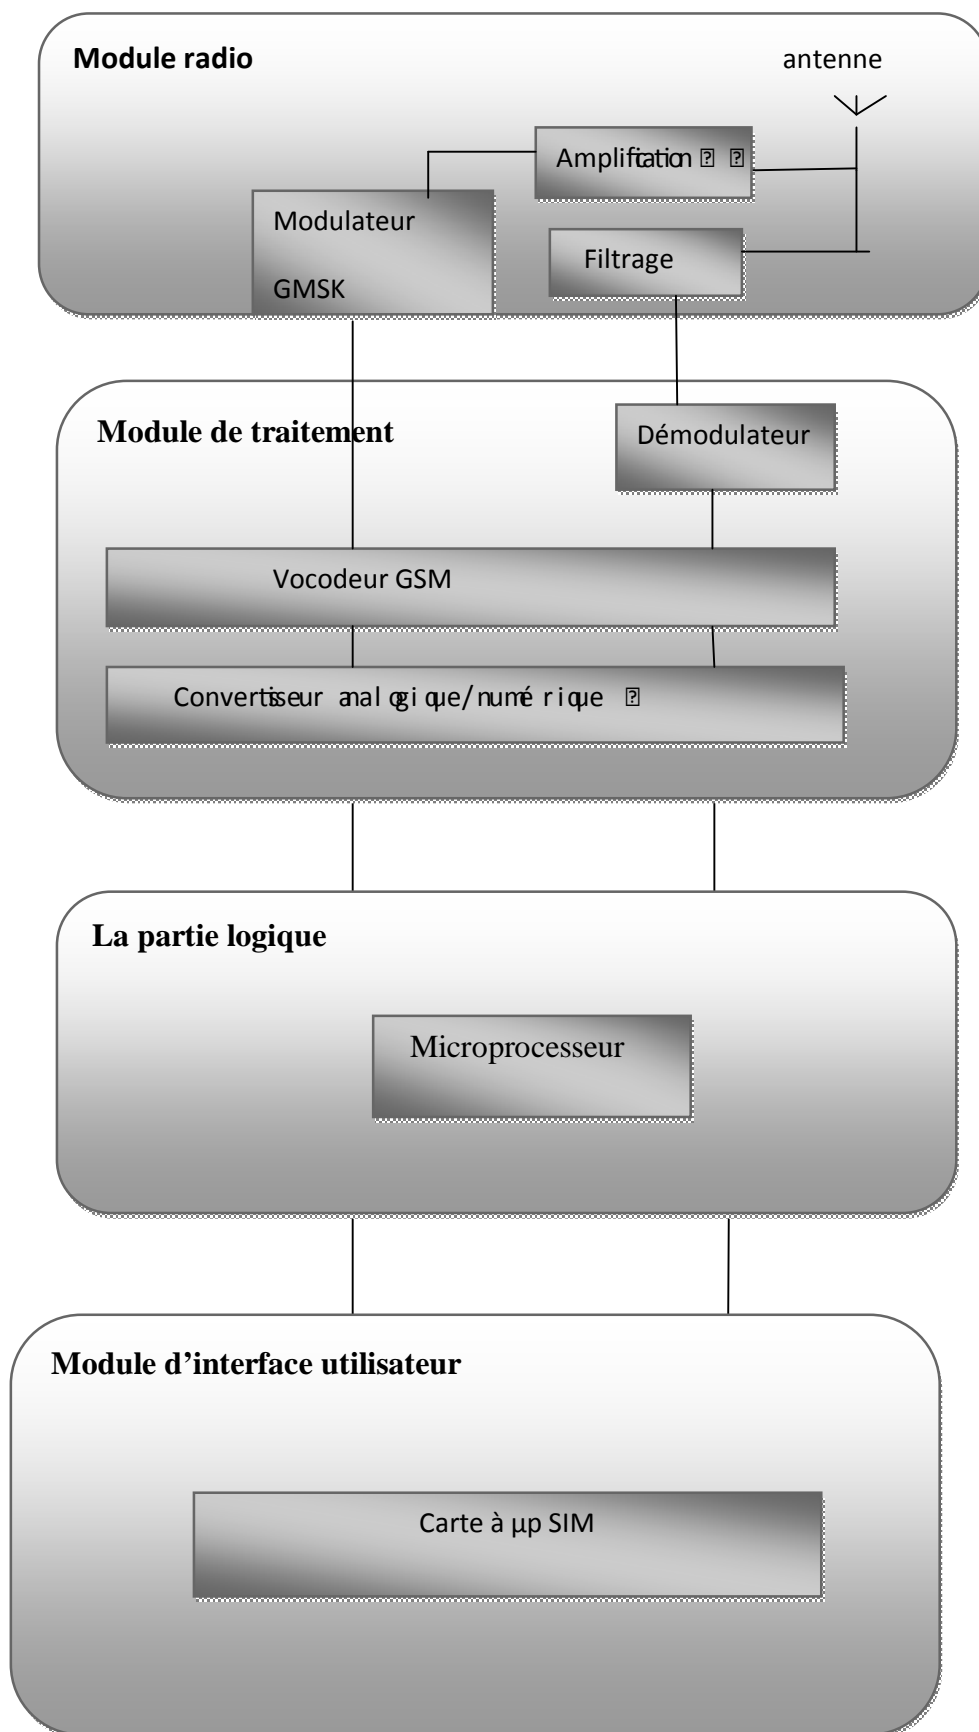 Module radio
antenne
Amplification
Modulateur
GMSK
Filtrage
Module de traitement
Démodulateur
Vocodeur GSM
Convertisseur analogique/numérique
La partie logique
Microprocesseur
Module d’interface utilisateur
Carte à µp SIM